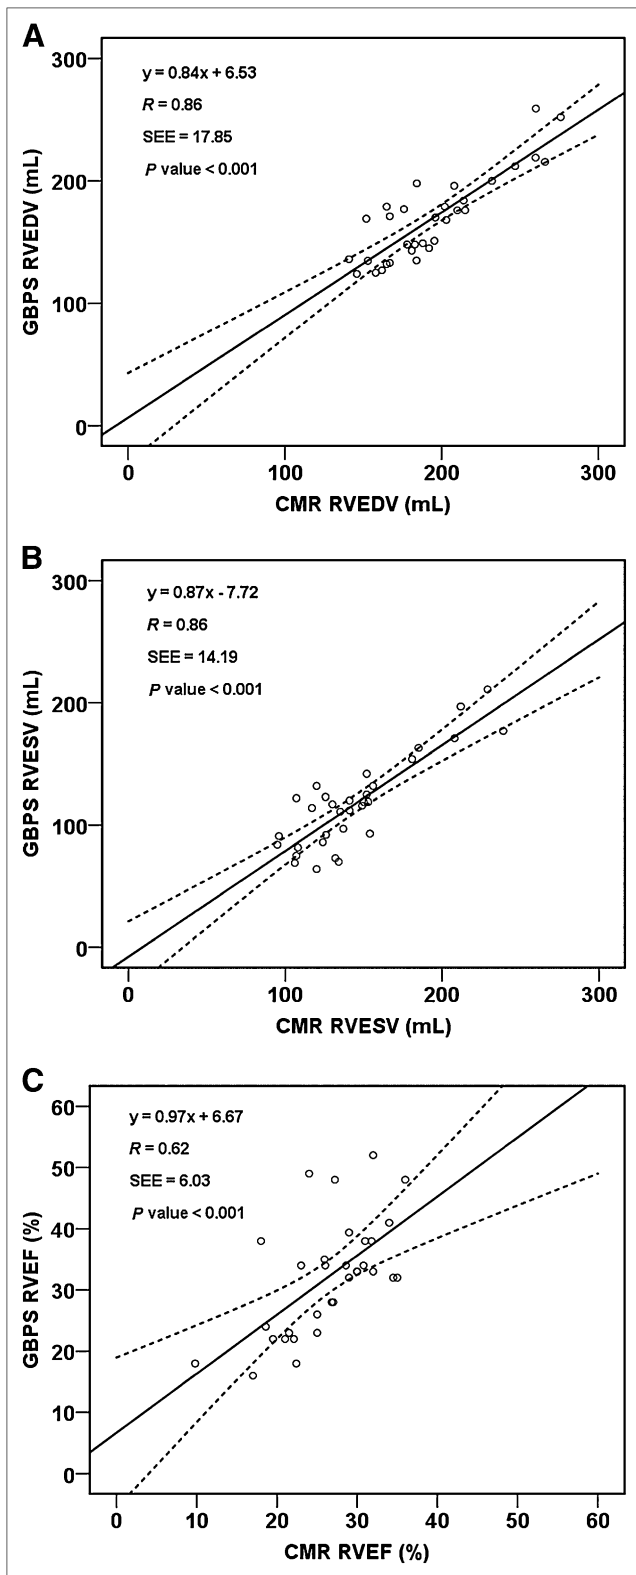 A
y = 0.84x + 6.53
R = 0.86
SEE = 17.85
P value < 0.001
GBPS RVEDV (mL)
300
200
100
0
0 100 200 300
CMR RVEDV (mL)
B
y = 0.87x - 7.72
R = 0.86
SEE = 14.19
P value < 0.001
GBPS RVESV (mL)
300
200
100
0
0 100 200 300
CMR RVESV (mL)
C
y = 0.97x + 6.67
R = 0.62
SEE = 6.03
P value < 0.001
GBPS RVEF (%)
60
50
40
30
20
10
0
0 10 20 30 40 50 60
CMR RVEF (%)